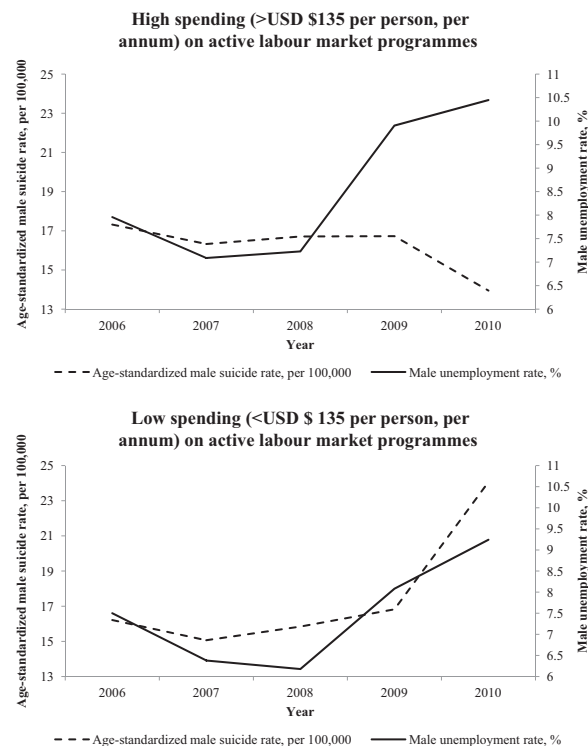 High spending (>USD $135 per person, per
annum) on active labour market programmes
Age-standardized male suicide rate, per 100,000
25
23
21
19
17
15
13
11
10.5
10
9.5
9
8.5
8
7.5
7
6.5
6
Male unemployment rate, %
2006 2007 2008 2009 2010
Year
Age-standardized male suicide rate, per 100,000 Male unemployment rate, %
Low spending (<USD $ 135 per person, per
annum) on active labour market programmes
Age-standardized male suicide rate, per 100,000
25
23
21
19
17
15
13
11
10.5
10
9.5
9
8.5
8
7.5
7
6.5
6
Male unemployment rate, %
2006 2007 2008 2009 2010
Year
Age-standardized male suicide rate, per 100,000 Male unemployment rate, %